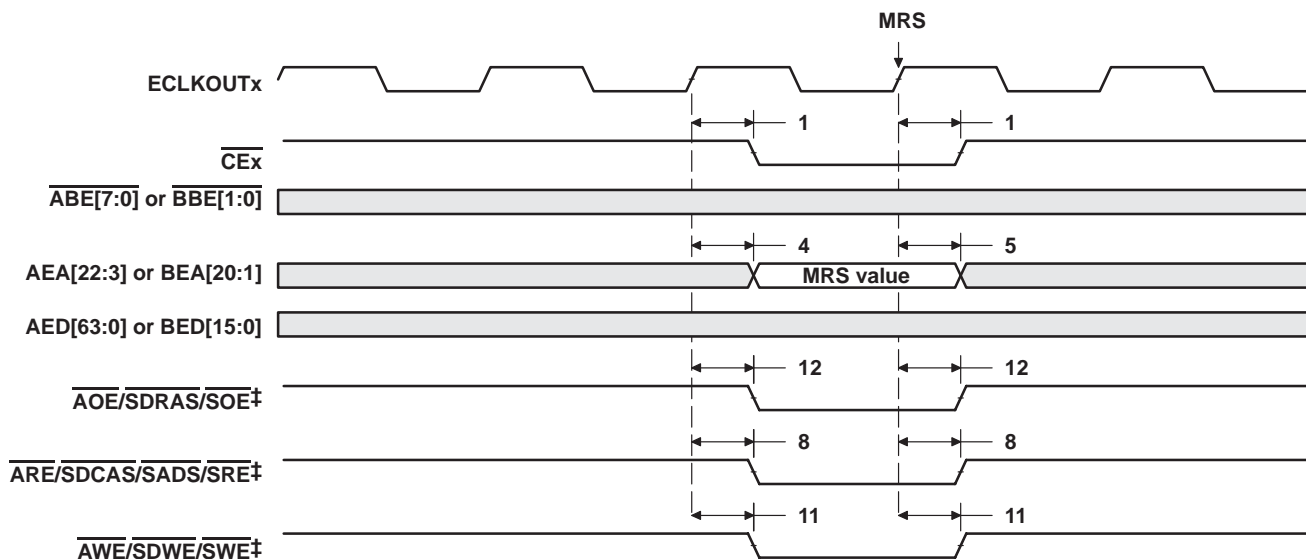 MRS
ECLKOUTx
1 1
CEx
ABE[7:0] or BBE[1:0]
4 5
AEA[22:3] or BEA[20:1] MRS value
AED[63:0] or BED[15:0]
12 12
AOE/SDRAS/SOE‡
8 8
ARE/SDCAS/SADS/SRE‡
11 11
AWE/SDWE/SWE‡